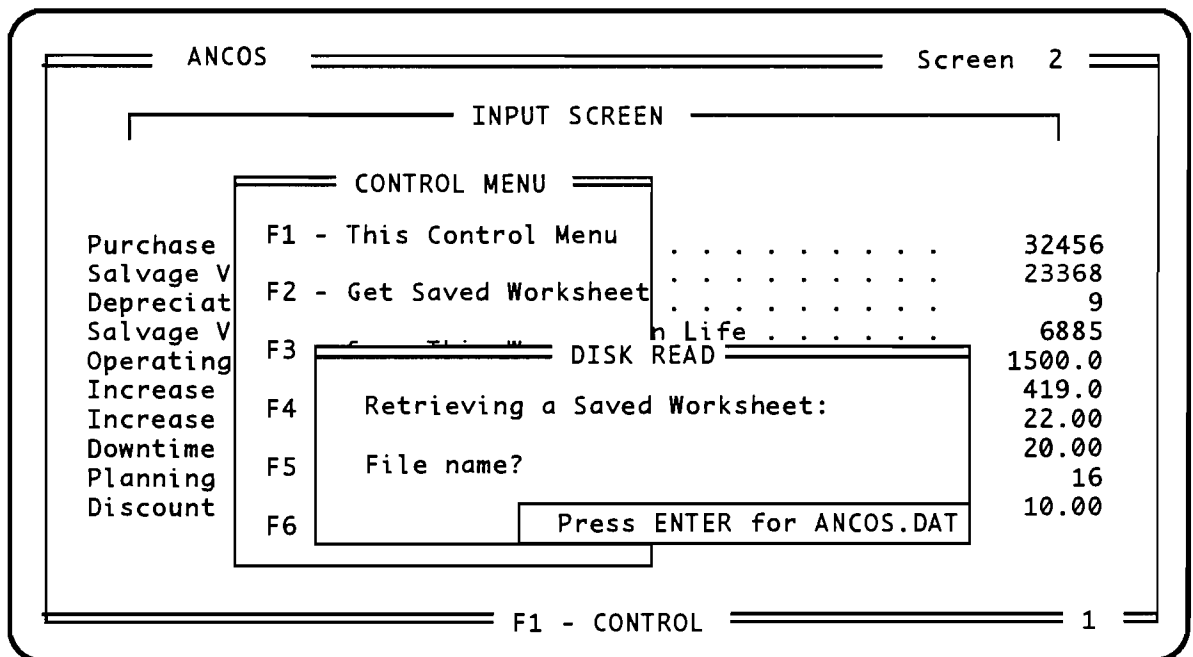 ANCOS Screen 2
INPUT SCREEN
CONTROL MENU
F1 - This Control Menu
Purchase . . . . . . . . . 32456
Salvage V . . . . . . . . . 23368
F2 - Get Saved Worksheet
Depreciat . . . . . . . . . 9
Salvage V n Life . . . . . . 6885
F3
DISK READ
Operating 1500.0
Increase 419.0
F4 Retrieving a Saved Worksheet:
Increase 22.00
Downtime 20.00
F5 File name?
Planning 16
Discount 10.00
F6 Press ENTER for ANCOS.DAT
F1 - CONTROL 1